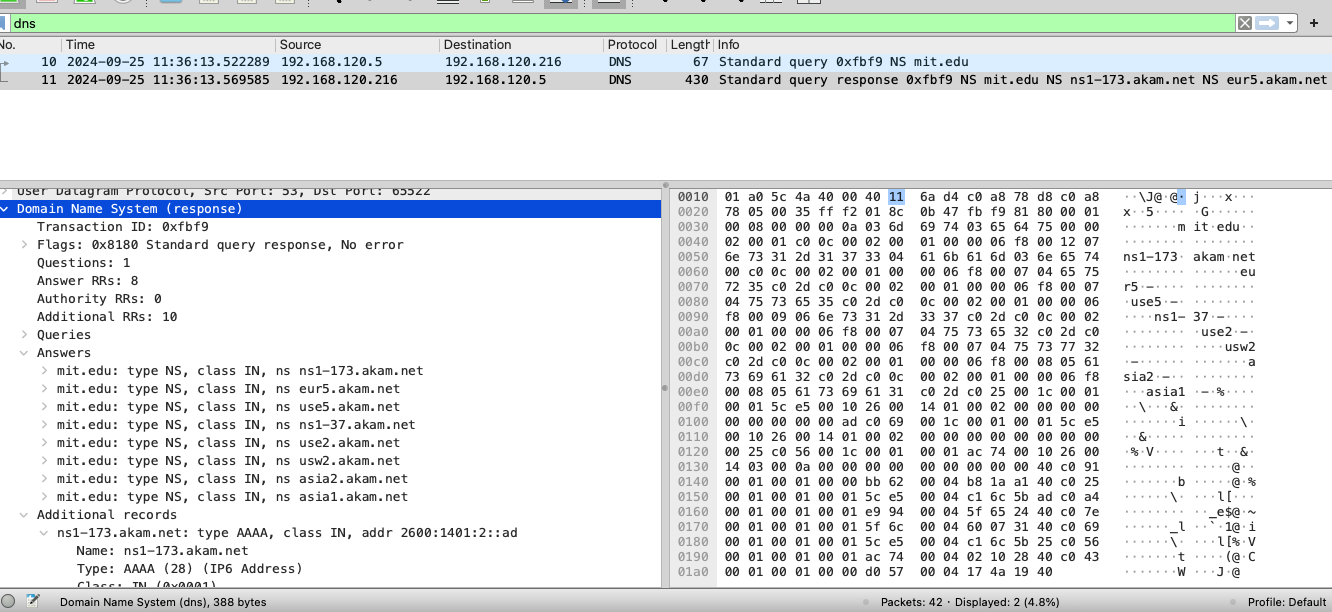 dns
No. Time Source Destination Protocol Length Info
10 2024-09-25 11:36:13.522289 192.168.120.5 192.168.120.216 DNS 67 Standard query 0xfbf9 NS mit.edu
11 2024-09-25 11:36:13.569585 192.168.120.216 192.168.120.5 DNS 430 Standard query response 0xfbf9 NS mit.edu NS ns1-173.akam.net NS eur5.akam.net
User Datagram Protocol, Src Port: 53, Dst Port: 65522
Domain Name System (response)
Transaction ID: 0xfbf9
Flags: 0x8180 Standard query response, No error
Questions: 1
Answer RRs: 8
Authority RRs: 0
Additional RRs: 10
Queries
Answers
mit.edu: type NS, class IN, ns ns1-173.akam.net
mit.edu: type NS, class IN, ns eur5.akam.net
mit.edu: type NS, class IN, ns use5.akam.net
mit.edu: type NS, class IN, ns ns1-37.akam.net
mit.edu: type NS, class IN, ns use2.akam.net
mit.edu: type NS, class IN, ns usw2.akam.net
mit.edu: type NS, class IN, ns asia2.akam.net
mit.edu: type NS, class IN, ns asia1.akam.net
Additional records
ns1-173.akam.net: type AAAA, class IN, addr 2600:1401:2::ad
Name: ns1-173.akam.net
Type: AAAA (28) (IP6 Address)
Class: IN (0x0001)
0010 01 a0 5c 4a 40 00 40 11 6a d4 c0 a8 78 d8 c0 a8 ··\J@·@· j···x···
0020 78 05 00 35 ff f2 01 8c 0b 47 fb f9 81 80 00 01 x··5···· ·G······
0030 00 08 00 00 00 0a 03 6d 69 74 03 65 64 75 00 00 ·······m it·edu··
0040 02 00 01 c0 0c 00 02 00 01 00 00 06 f8 00 12 07 ········ ········
0050 6e 73 31 2d 31 37 33 04 61 6b 61 6d 03 6e 65 74 ns1-173· akam·net
0060 00 c0 0c 00 02 00 01 00 00 06 f8 00 07 04 65 75 ········ ······eu
0070 72 35 c0 2d c0 0c 00 02 00 01 00 00 06 f8 00 07 r5·-···· ········
0080 04 75 73 65 35 c0 2d c0 0c 00 02 00 01 00 00 06 ·use5·-· ········
0090 f8 00 09 06 6e 73 31 2d 33 37 c0 2d c0 0c 00 02 ····ns1- 37·-····
00a0 00 01 00 00 06 f8 00 07 04 75 73 65 32 c0 2d c0 ········ ·use2·-·
00b0 0c 00 02 00 01 00 00 06 f8 00 07 04 75 73 77 32 ········ ····usw2
00c0 c0 2d c0 0c 00 02 00 01 00 00 06 f8 00 08 05 61 ·-······ ·······a
00d0 73 69 61 32 c0 2d c0 0c 00 02 00 01 00 00 06 f8 sia2·-·· ········
00e0 00 08 05 61 73 69 61 31 c0 2d c0 25 00 1c 00 01 ···asia1 ·-·%····
00f0 00 01 5c e5 00 10 26 00 14 01 00 02 00 00 00 00 ··\···&· ········
0100 00 00 00 00 00 ad c0 69 00 1c 00 01 00 01 5c e5 ·······i ······\·
0110 00 10 26 00 14 01 00 02 00 00 00 00 00 00 00 00 ··&····· ········
0120 00 25 c0 56 00 1c 00 01 00 01 ac 74 00 10 26 00 ·%·V···· ···t··&·
0130 14 03 00 0a 00 00 00 00 00 00 00 00 00 40 c0 91 ········ ·····@··
0140 00 01 00 01 00 00 bb 62 00 04 b8 1a a1 40 c0 25 ·······b ·····@·%
0150 00 01 00 01 00 01 5c e5 00 04 c1 6c 5b ad c0 a4 ······\· ···l[···
0160 00 01 00 01 00 01 e9 94 00 04 5f 65 24 40 c0 7e ········ ··_e$@·~
0170 00 01 00 01 00 01 5f 6c 00 04 60 07 31 40 c0 69 ······_l ··`·1@·i
0180 00 01 00 01 00 01 5c e5 00 04 c1 6c 5b 25 c0 56 ······\· ···l[%·V
0190 00 01 00 01 00 01 ac 74 00 04 02 10 28 40 c0 43 ·······t ····(@·C
01a0 00 01 00 01 00 00 d0 57 00 04 17 4a 19 40 ·······W ···J·@
Domain Name System (dns), 388 bytes
Packets: 42 · Displayed: 2 (4.8%)
Profile: Default